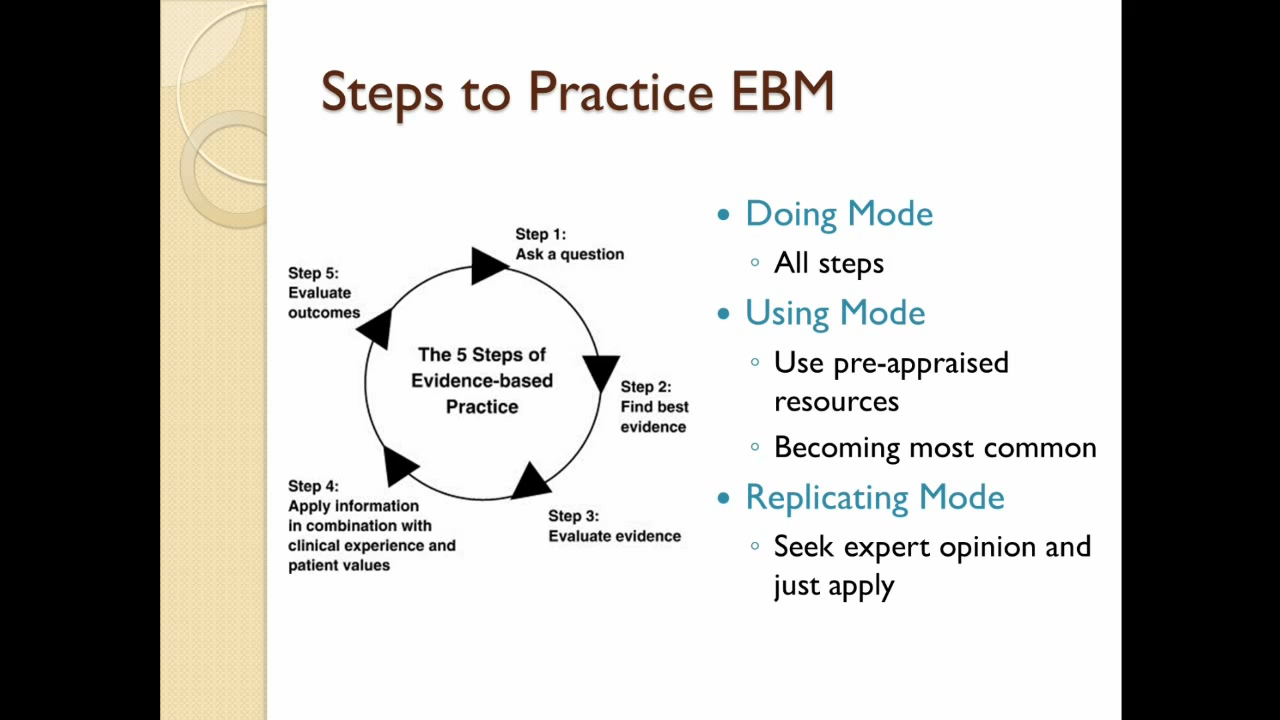 Steps to Practice EBM
Step 1:
Ask a question
Step 2:
Find best
evidence
Step 3:
Evaluate evidence
Step 4:
Apply information
in combination with
clinical experience and
patient values
Step 5:
Evaluate
outcomes
The 5 Steps of
Evidence-based
Practice
• Doing Mode
◦ All steps
• Using Mode
◦ Use pre-appraised
resources
◦ Becoming most common
• Replicating Mode
◦ Seek expert opinion and
just apply